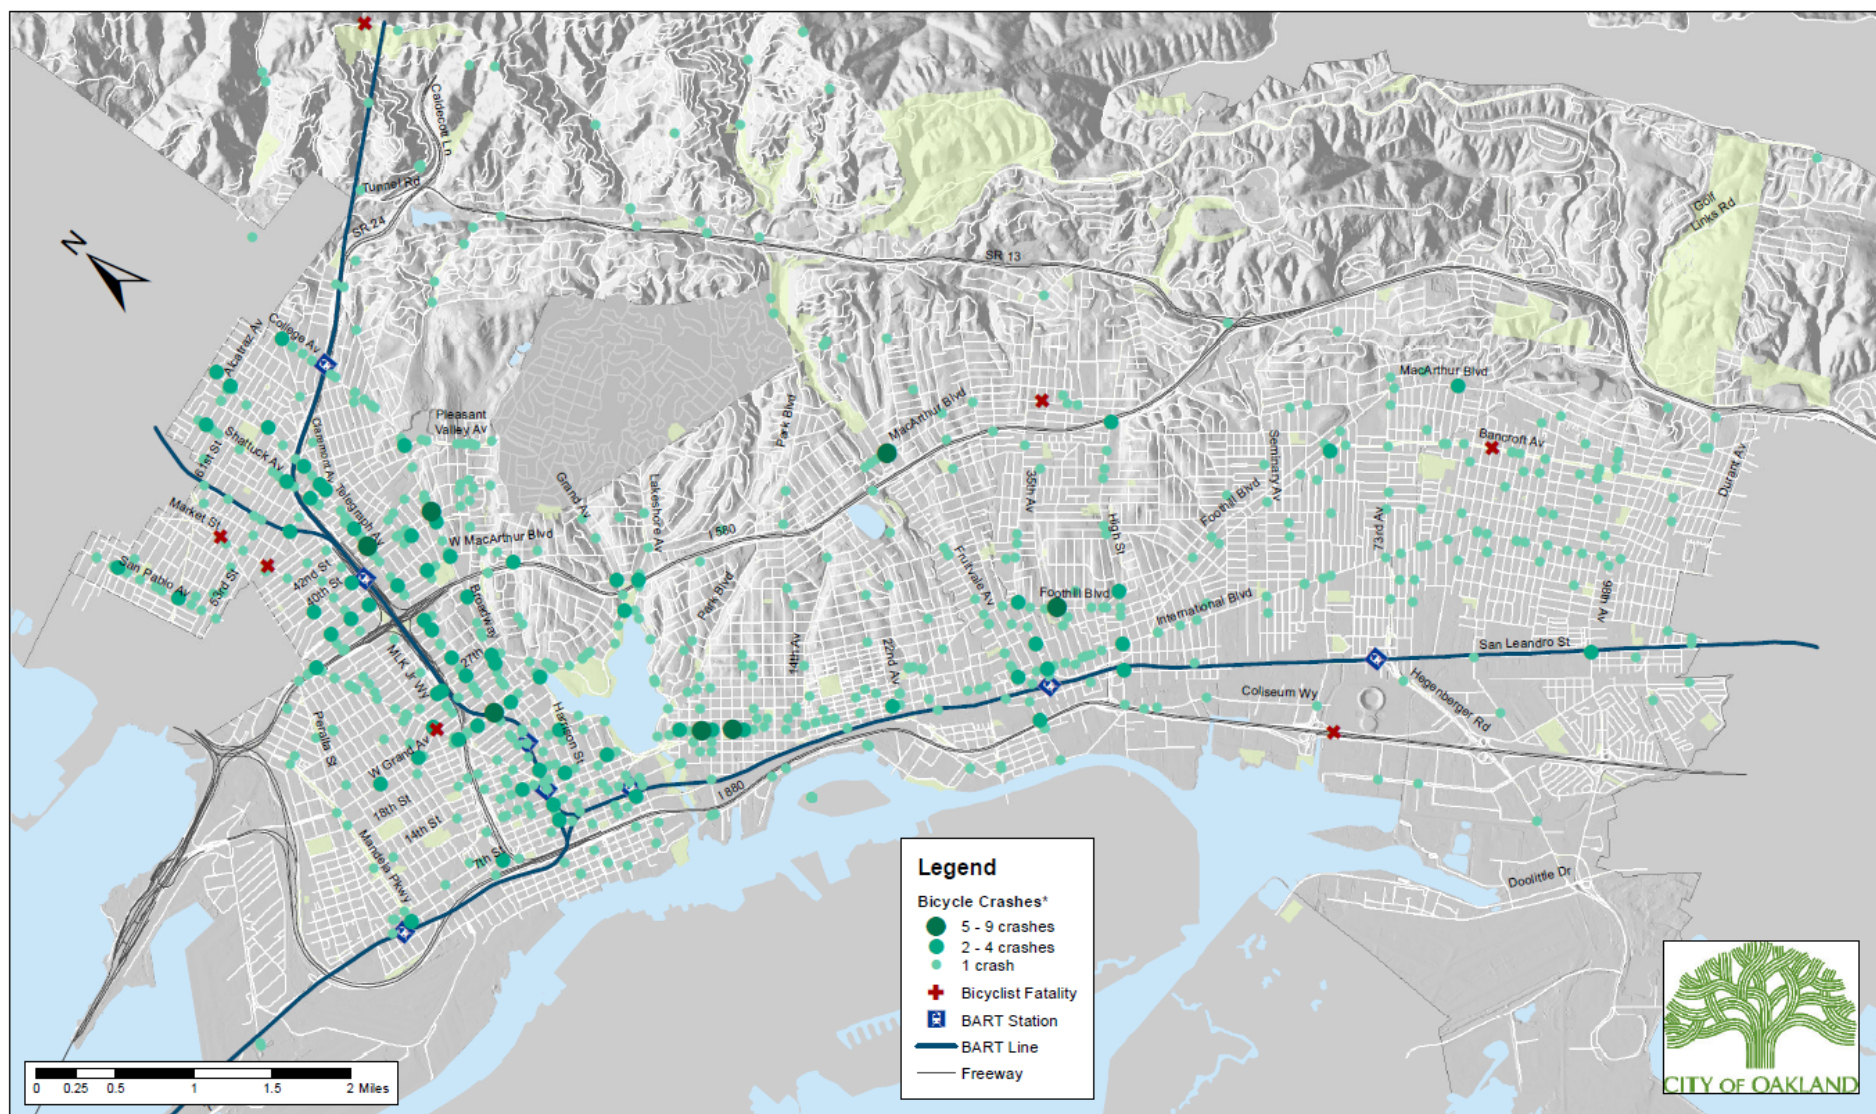 Caldecott Ln
Tunnel Rd
SR 24
Golf
Links Rd
SR 13
N
College Av
Alcatraz Av
MacArthur Blvd
Pleasant
Valley Av
Park Blvd
MacArthur Blvd
Claremont Av
Shattuck Av
61st St
Bancroft Av
Durant Av
Seminary Av
Grand Av
Lakeshore Av
35th Av
Foothill Blvd
Telegraph Av
Market St
W MacArthur Blvd
I 580
High St
73rd Av
San Pablo Av
53rd St
42nd St
40th St
Broadway
Park Blvd
Fruitvale Av
Foothill Blvd
International Blvd
98th Av
27th
MLK Jr Wy
14th Av
22nd Av
San Leandro St
Coliseum Wy
Hegenberger Rd
Peralta St
W Grand Av
Harrison St
18th St
14th St
I 880
7th St
Mandela Pkwy
Doolittle Dr
Legend
Bicycle Crashes*
5 - 9 crashes
2 - 4 crashes
1 crash
Bicyclist Fatality
BART Station
BART Line
Freeway
0 0.25 0.5 1 1.5 2 Miles
CITY OF OAKLAND